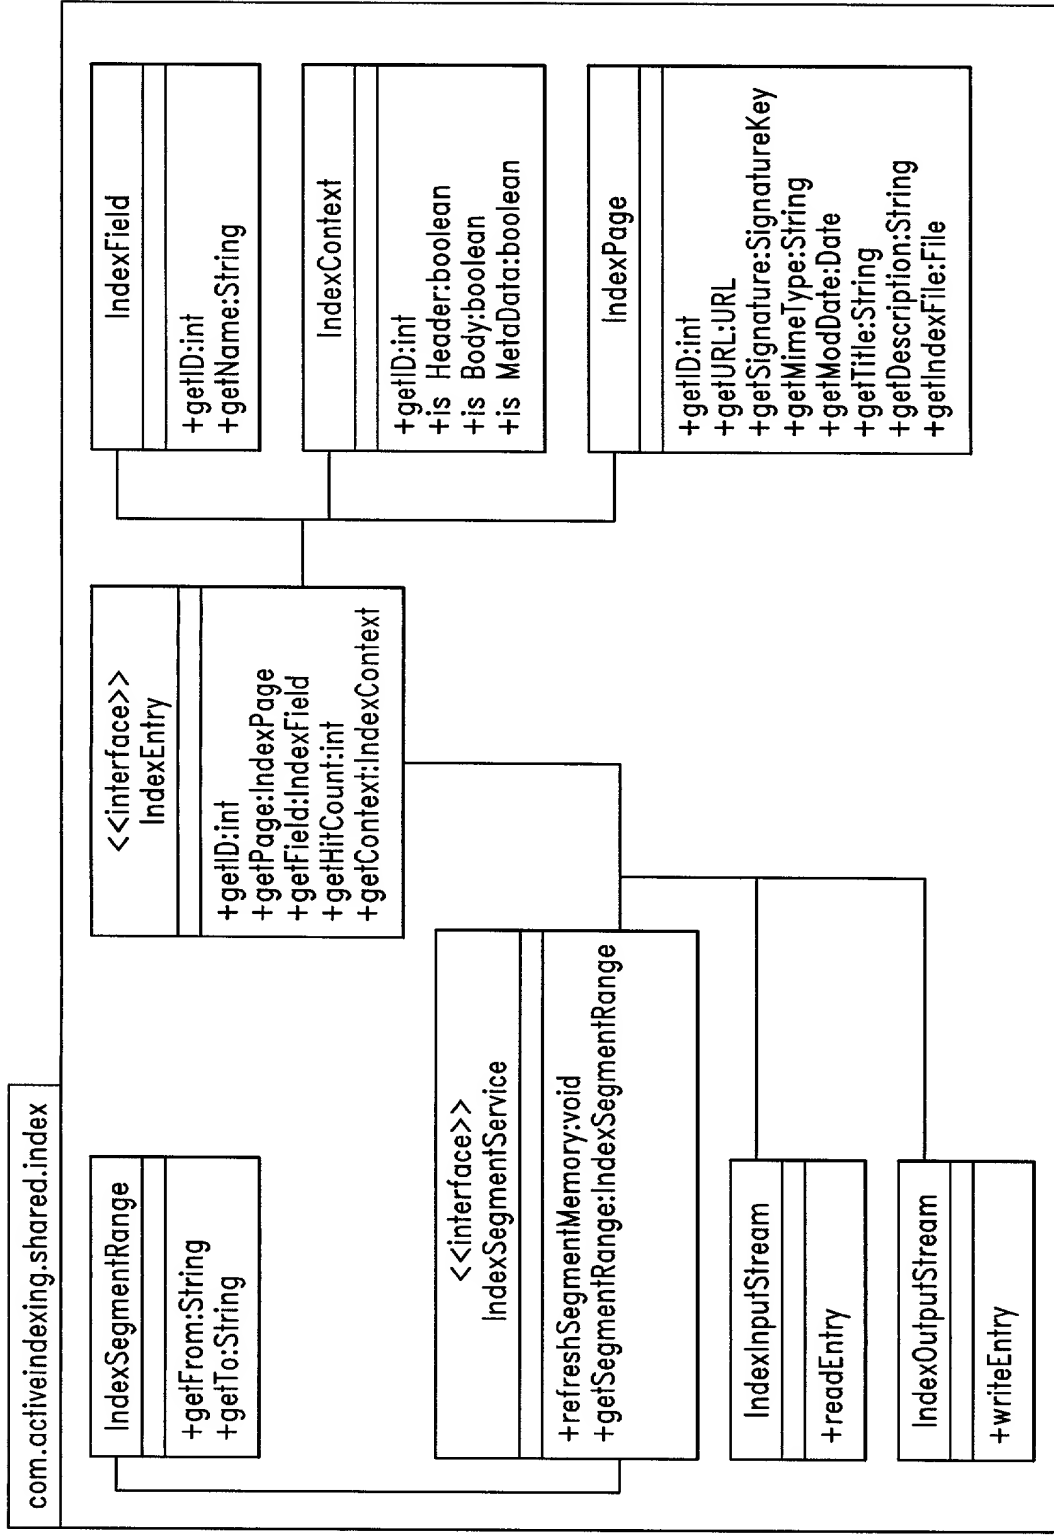 com.activeindexing.shared.index
IndexSegmentRange
+getFrom:String
+getTo:String
<<interface>>
IndexEntry
+getID:int
+getPage:IndexPage
+getField:IndexField
+getHitCount:int
+getContext:IndexContext
IndexField
+getID:int
+getName:String
IndexContext
+getID:int
+is Header:boolean
+is Body:boolean
+is MetaData:boolean
IndexPage
+getID:int
+getURL:URL
+getSignature:SignatureKey
+getMimeType:String
+getModDate:Date
+getTitle:String
+getDescription:String
+getIndexFile:File
<<interface>>
IndexSegmentService
+refreshSegmentMemory:void
+getSegmentRange:IndexSegmentRange
IndexInputStream
+readEntry
IndexOutputStream
+writeEntry